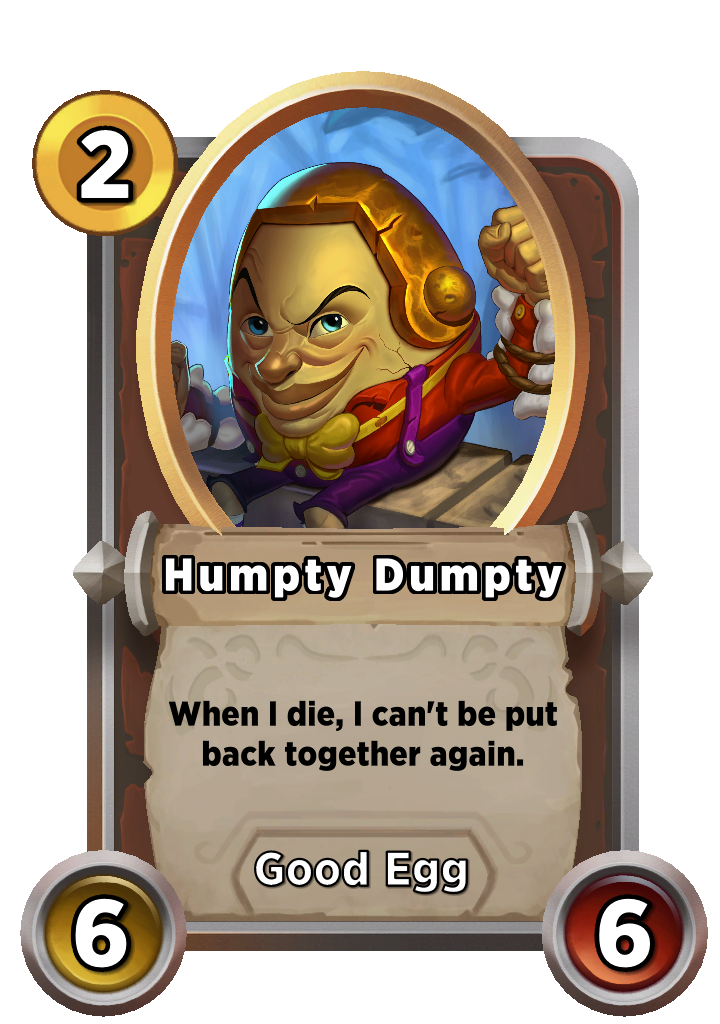 2
Humpty Dumpty
When I die, I can't be put
back together again.
Good Egg
6
6